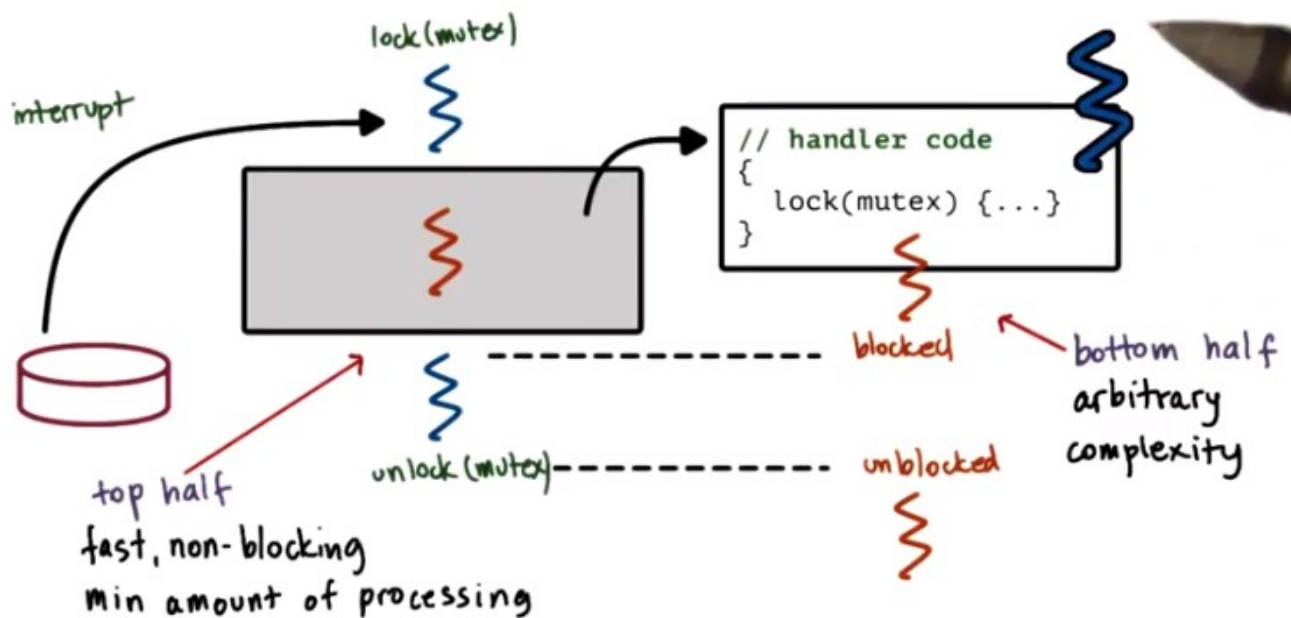 lock(mutex)
interrupt
// handler code
{
lock(mutex) {...}
}
blocked
bottom half
arbitrary
complexity
unlock(mutex)
unblocked
top half
fast, non-blocking
min amount of processing